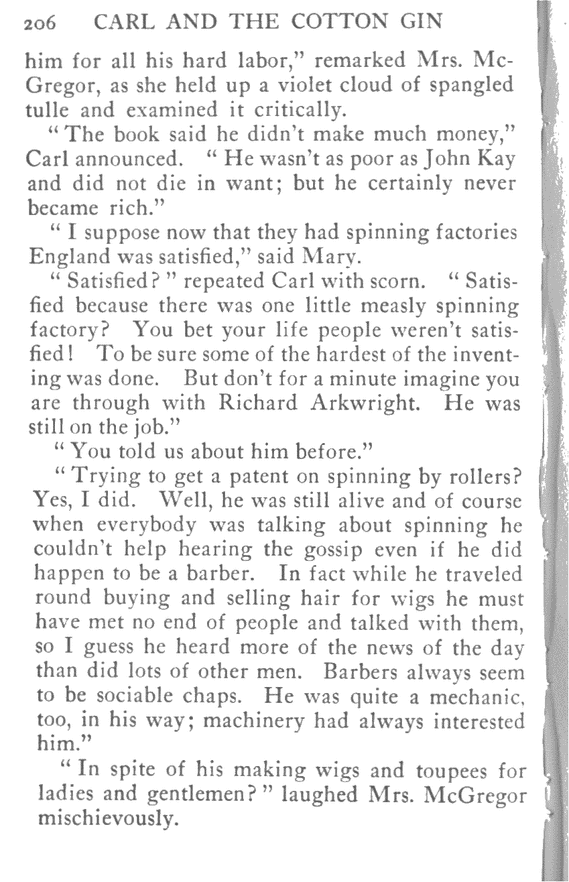 206 CARL AND THE COTTON GIN
him for all his hard labor,” remarked Mrs. Mc-
Gregor, as she held up a violet cloud of spangled
tulle and examined it critically.
“ The book said he didn’t make much money,”
Carl announced. “ He wasn’t as poor as John Kay
and did not die in want; but he certainly never
became rich.”
“ I suppose now that they had spinning factories
England was satisfied,” said Mary.
“ Satisfied? ” repeated Carl with scorn. “ Satis-
fied because there was one little measly spinning
factory? You bet your life people weren’t satis-
fied! To be sure some of the hardest of the invent-
ing was done. But don’t for a minute imagine you
are through with Richard Arkwright. He was
still on the job.”
“ You told us about him before.”
“ Trying to get a patent on spinning by rollers?
Yes, I did. Well, he was still alive and of course
when everybody was talking about spinning he
couldn’t help hearing the gossip even if he did
happen to be a barber. In fact while he traveled
round buying and selling hair for wigs he must
have met no end of people and talked with them,
so I guess he heard more of the news of the day
than did lots of other men. Barbers always seem
to be sociable chaps. He was quite a mechanic,
too, in his way; machinery had always interested
him.”
“ In spite of his making wigs and toupees for
ladies and gentlemen? ” laughed Mrs. McGregor
mischievously.